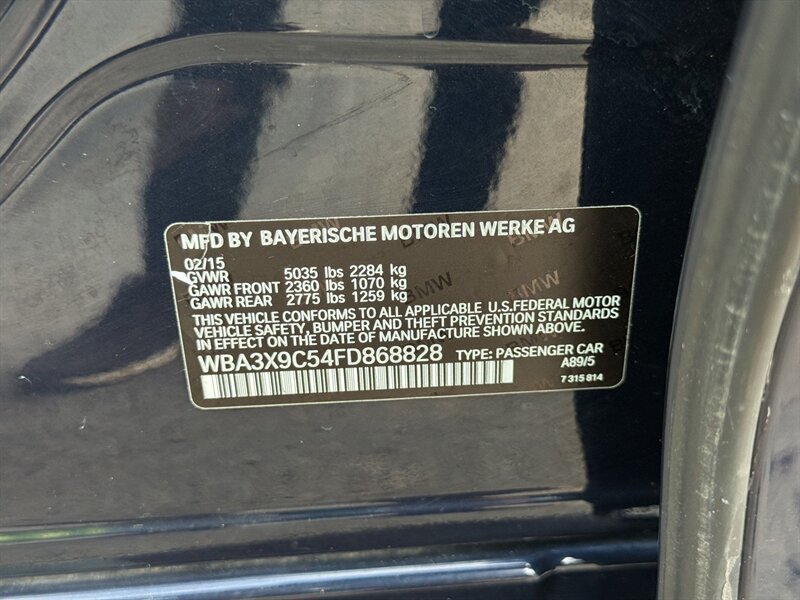 MFD BY BAYERISCHE MOTOREN WERKE AG
02/15
GVWR 5035 lbs 2284 kg
GAWR FRONT 2360 lbs 1070 kg
GAWR REAR 2775 lbs 1259 kg
THIS VEHICLE CONFORMS TO ALL APPLICABLE U.S.FEDERAL MOTOR
VEHICLE SAFETY, BUMPER AND THEFT PREVENTION STANDARDS
IN EFFECT ON THE DATE OF MANUFACTURE SHOWN ABOVE.
WBA3X9C54FD868828 TYPE: PASSENGER CAR
A89/5
7 315 814